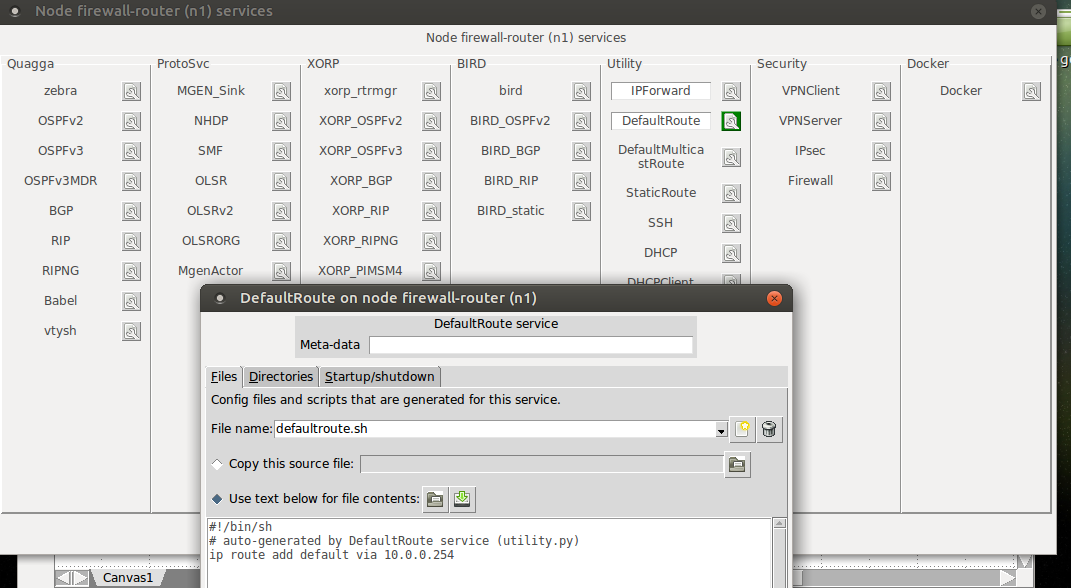 Node firewall-router (n1) services
Node firewall-router (n1) services
Quagga
zebra
OSPFv2
OSPFv3
OSPFv3MDR
BGP
RIP
RIPNG
Babel
vtysh
ProtoSvc
MGEN_Sink
NHDP
SMF
OLSR
OLSRv2
OLSRORG
MgenActor
XORP
xorp_rtrmgr
XORP_OSPFv2
XORP_OSPFv3
XORP_BGP
XORP_RIP
XORP_RIPNG
XORP_PIMSM4
BIRD
bird
BIRD_OSPFv2
BIRD_BGP
BIRD_RIP
BIRD_static
Utility
IPForward
DefaultRoute
DefaultMultica
stRoute
StaticRoute
SSH
DHCP
DHCPClient
Security
VPNClient
VPNServer
IPsec
Firewall
Docker
Docker
DefaultRoute on node firewall-router (n1)
DefaultRoute service
Meta-data
Files Directories Startup/shutdown
Config files and scripts that are generated for this service.
File name: defaultroute.sh
Copy this source file:
Use text below for file contents:
#!/bin/sh
# auto-generated by DefaultRoute service (utility.py)
ip route add default via 10.0.0.254
Canvas1